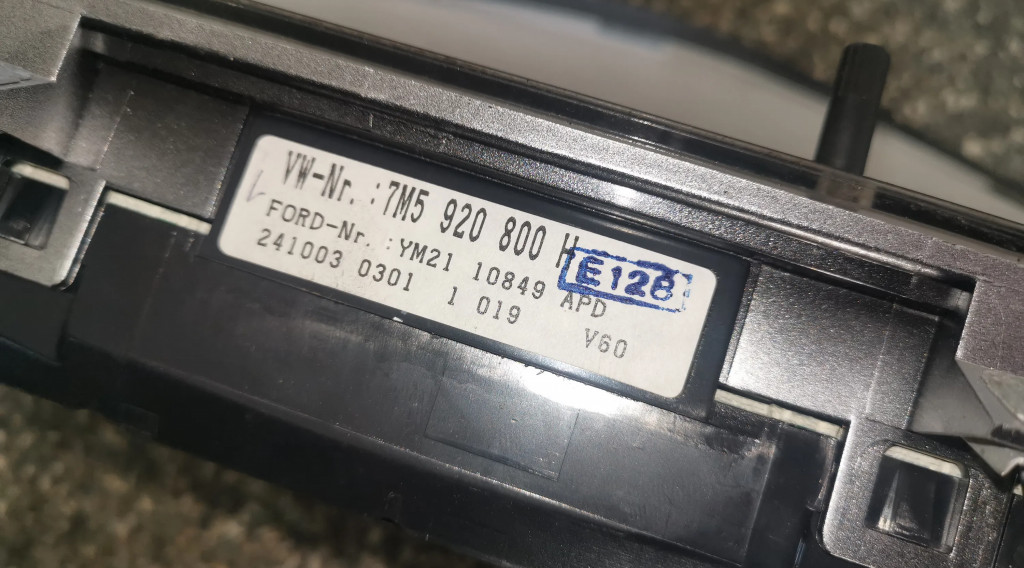 VW-Nr. :7M5 920 800 H
E128
FORD-Nr. :YM21 10849 APD
241003 0301 1 019 V60